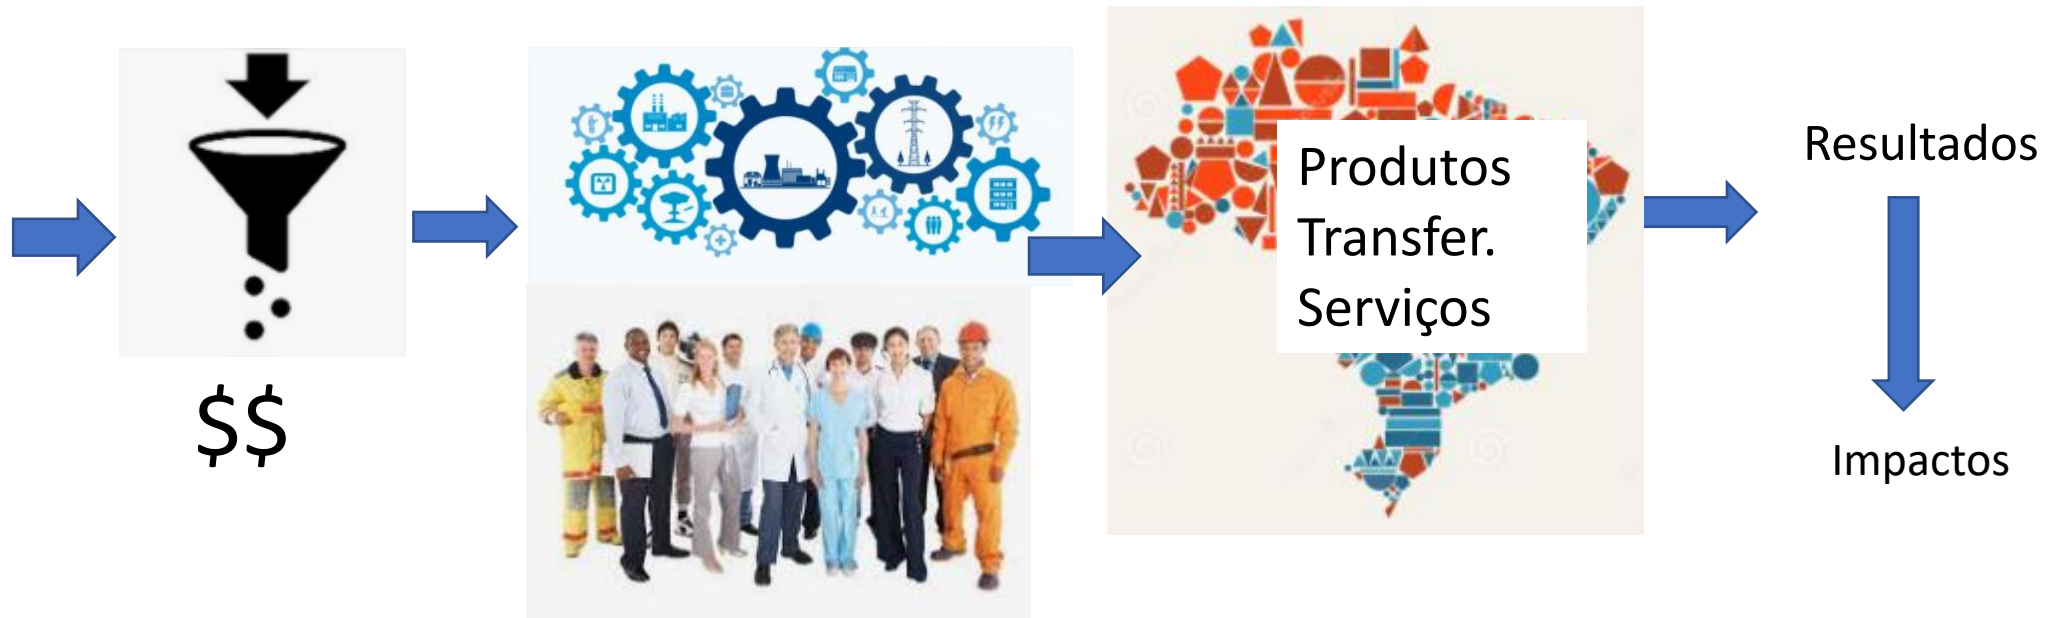 $$
Produtos
Transfer.
Serviços
Resultados
Impactos